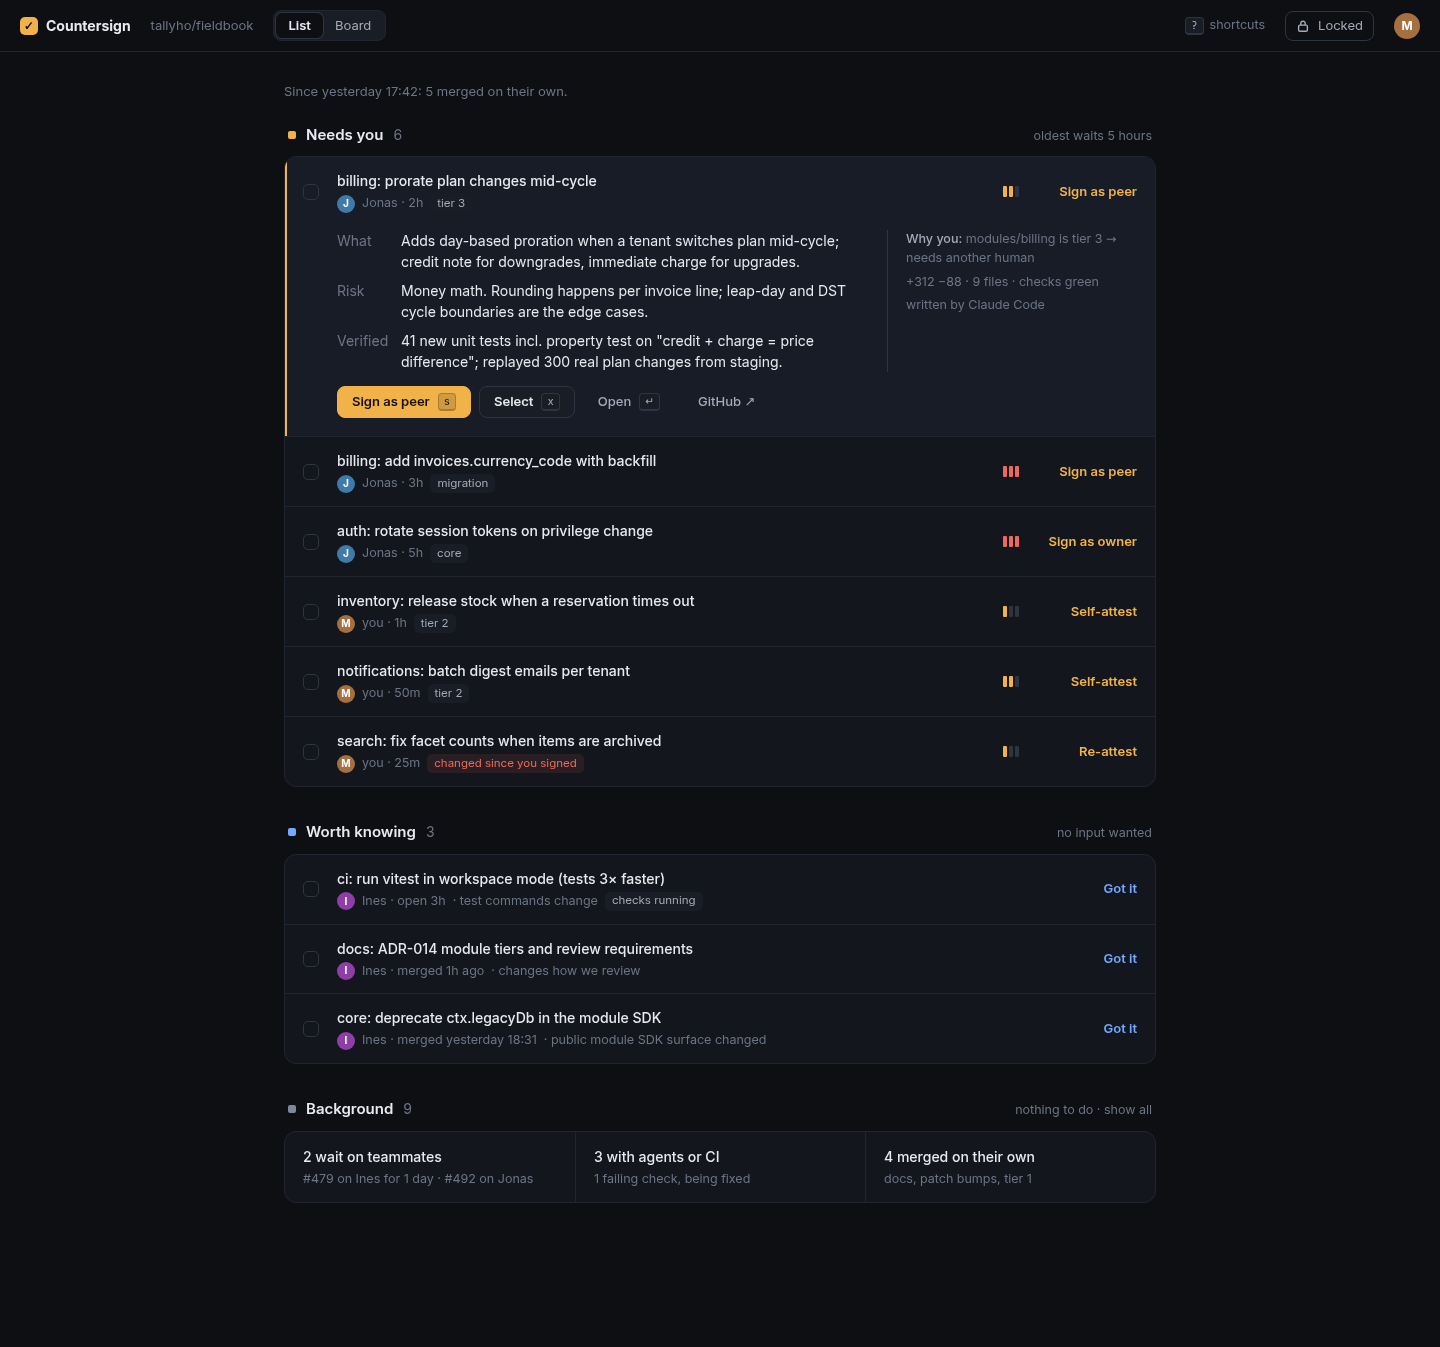 ✓ Countersign tallyho/fieldbook List Board ? shortcuts Locked M
Since yesterday 17:42: 5 merged on their own.
Needs you 6 oldest waits 5 hours
billing: prorate plan changes mid-cycle
J Jonas · 2h tier 3
Sign as peer
What Adds day-based proration when a tenant switches plan mid-cycle;
credit note for downgrades, immediate charge for upgrades.
Risk Money math. Rounding happens per invoice line; leap-day and DST
cycle boundaries are the edge cases.
Verified 41 new unit tests incl. property test on "credit + charge = price
difference"; replayed 300 real plan changes from staging.
Why you: modules/billing is tier 3 →
needs another human
+312 −88 · 9 files · checks green
written by Claude Code
Sign as peer s Select x Open ↵ GitHub ↗
billing: add invoices.currency_code with backfill
J Jonas · 3h migration
Sign as peer
auth: rotate session tokens on privilege change
J Jonas · 5h core
Sign as owner
inventory: release stock when a reservation times out
M you · 1h tier 2
Self-attest
notifications: batch digest emails per tenant
M you · 50m tier 2
Self-attest
search: fix facet counts when items are archived
M you · 25m changed since you signed
Re-attest
Worth knowing 3 no input wanted
ci: run vitest in workspace mode (tests 3× faster)
I Ines · open 3h · test commands change checks running
Got it
docs: ADR-014 module tiers and review requirements
I Ines · merged 1h ago · changes how we review
Got it
core: deprecate ctx.legacyDb in the module SDK
I Ines · merged yesterday 18:31 · public module SDK surface changed
Got it
Background 9 nothing to do · show all
2 wait on teammates
#479 on Ines for 1 day · #492 on Jonas
3 with agents or CI
1 failing check, being fixed
4 merged on their own
docs, patch bumps, tier 1